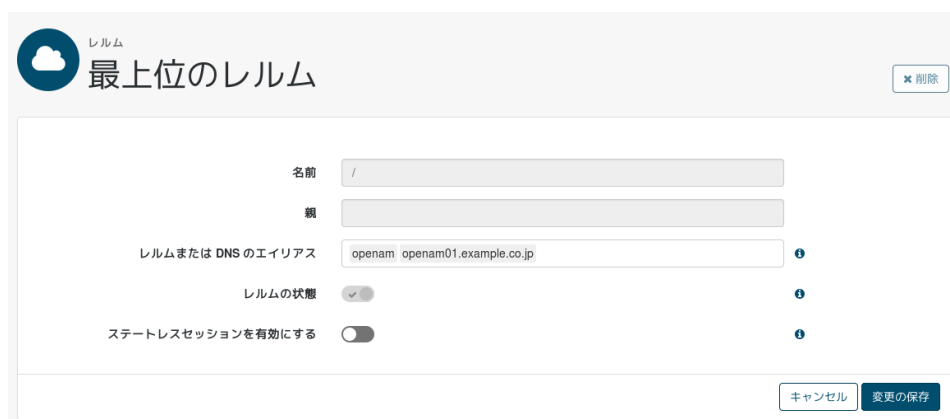 レルム
最上位のレルム
✖ 削除
名前 /
親
レルムまたは DNS のエイリアス openam openam01.example.co.jp
レルムの状態
ステートレスセッションを有効にする
キャンセル 変更の保存